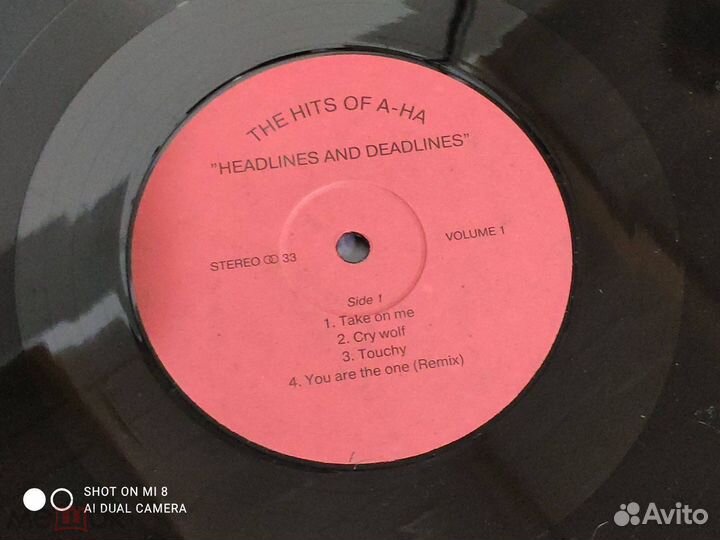 THE HITS OF A-HA
"HEADLINES AND DEADLINES"
STEREO 33
VOLUME 1
Side 1
1. Take on me
2. Cry wolf
3. Touchy
4. You are the one (Remix)
SHOT ON MI 8
AI DUAL CAMERA
Avito